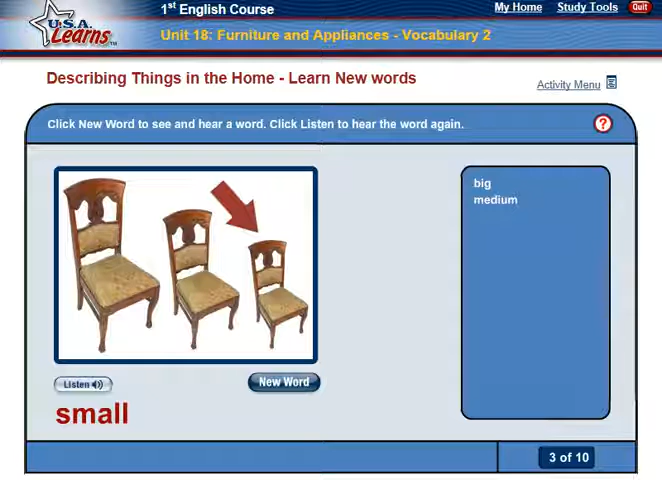 U.S.A.
Learns™
1st English Course
My Home Study Tools Quit
Unit 18: Furniture and Appliances - Vocabulary 2
Describing Things in the Home - Learn New words
Activity Menu
Click New Word to see and hear a word. Click Listen to hear the word again.
?
big
medium
Listen
New Word
small
3 of 10